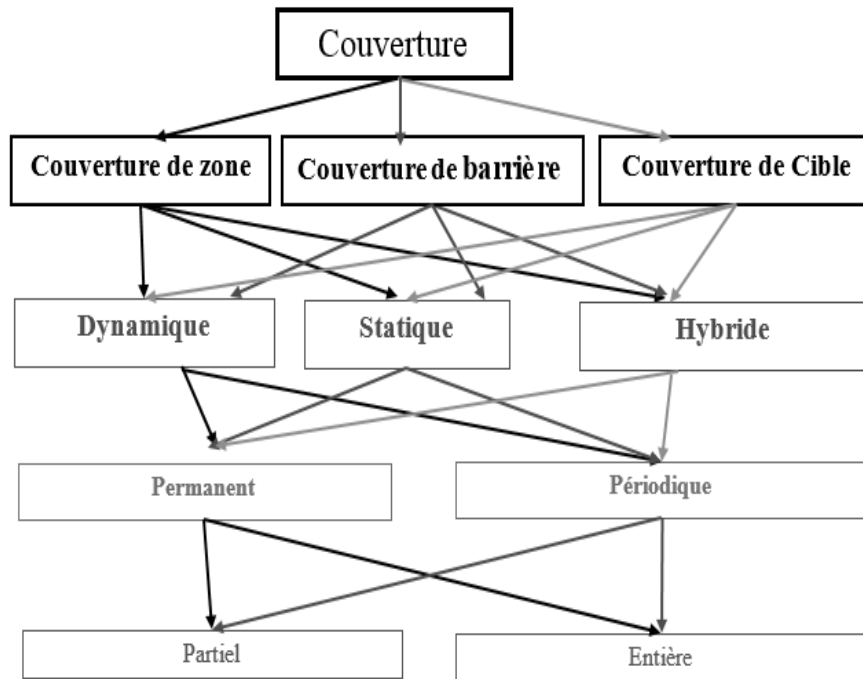 Couverture
Couverture de zone
Couverture de barrière
Couverture de Cible
Dynamique
Statique
Hybride
Permanent
Périodique
Partiel
Entière